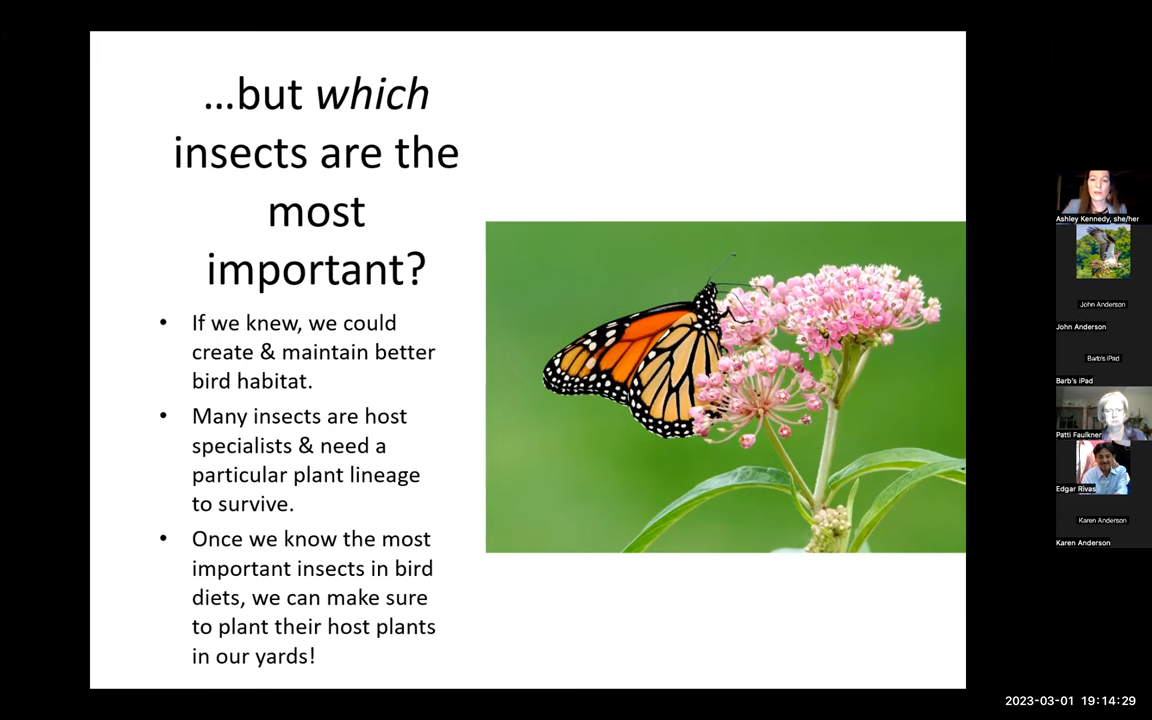 ...but which
insects are the
most
important?
• If we knew, we could
create & maintain better
bird habitat.
• Many insects are host
specialists & need a
particular plant lineage
to survive.
• Once we know the most
important insects in bird
diets, we can make sure
to plant their host plants
in our yards!
Ashley Kennedy, she/her
John Anderson
John Anderson
Barb's iPad
Barb's iPad
Patti Faulkner
Edgar Rivas
Karen Anderson
Karen Anderson
2023-03-01 19:14:29